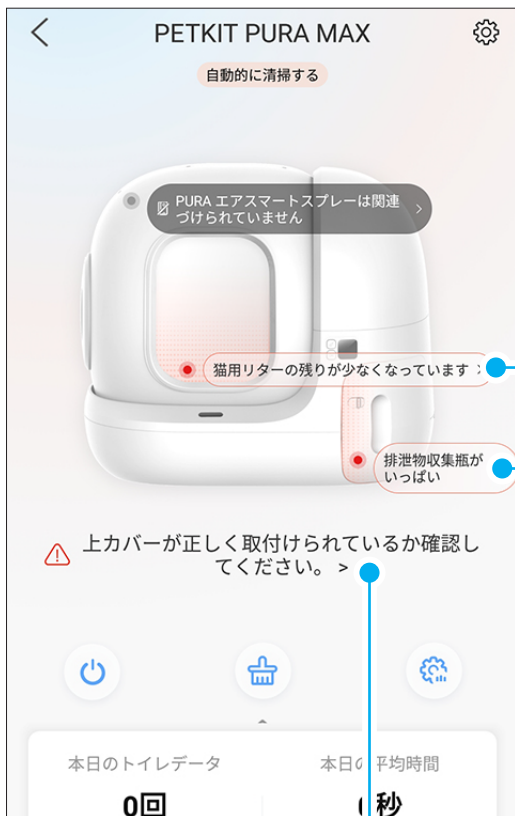 PETKIT PURA MAX
自動的に清掃する
PURA エアスマートスプレーは関連
づけられていません
猫用リターの残りが少なくなっています
排泄物収集瓶が
いっぱい
上カバーが正しく取付けられているか確認し
てください。 >
本日のトイレデータ
本日の平均時間
0回
0秒